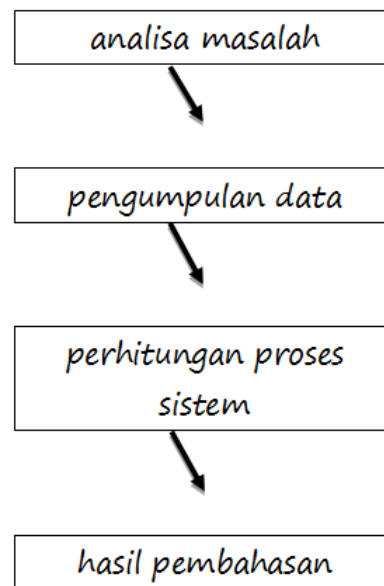 analisa masalah
pengumpulan data
perhitungan proses
sistem
hasil pembahasan